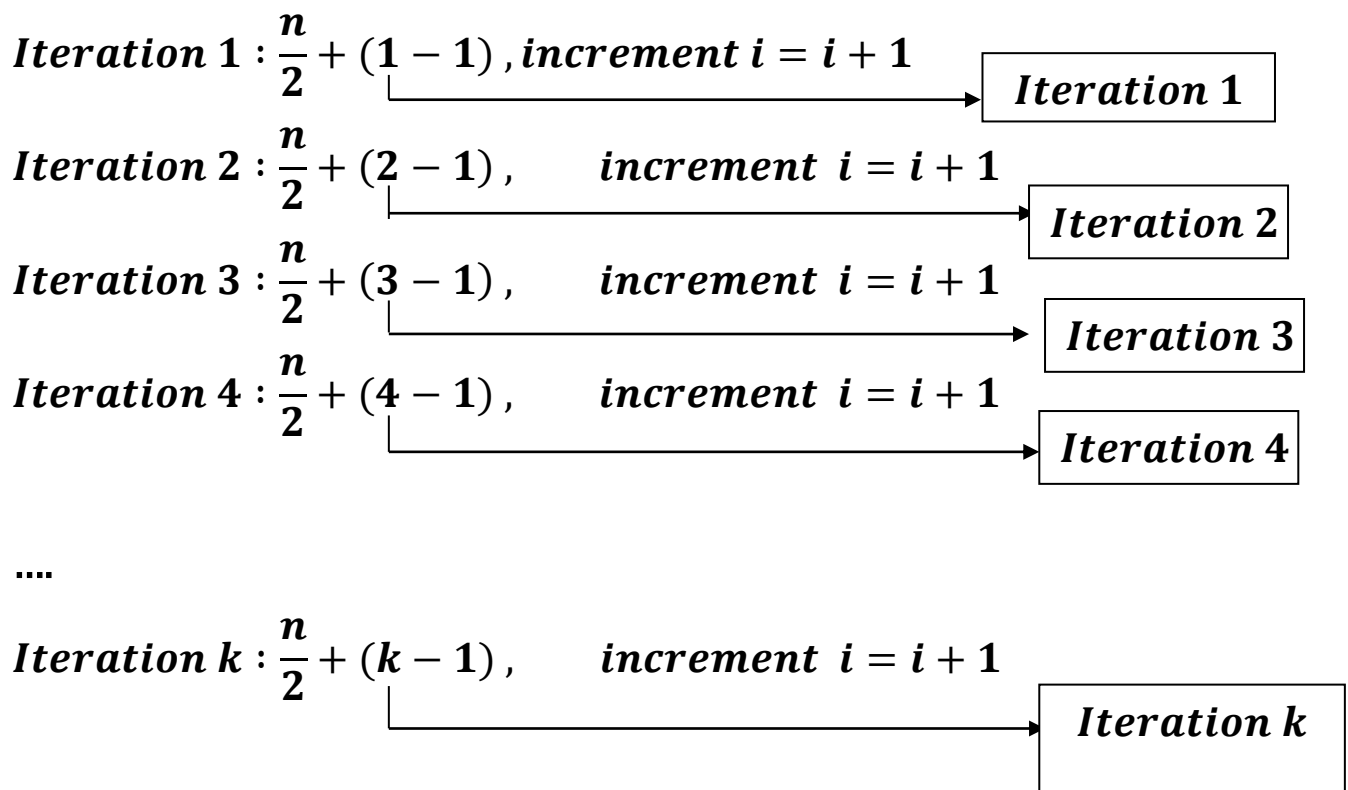 Iteration 1 : n/2 + (1 − 1) , increment i = i + 1
Iteration 1
Iteration 2 : n/2 + (2 − 1) , increment i = i + 1
Iteration 2
Iteration 3 : n/2 + (3 − 1) , increment i = i + 1
Iteration 3
Iteration 4 : n/2 + (4 − 1) , increment i = i + 1
Iteration 4
....
Iteration k : n/2 + (k − 1) , increment i = i + 1
Iteration k